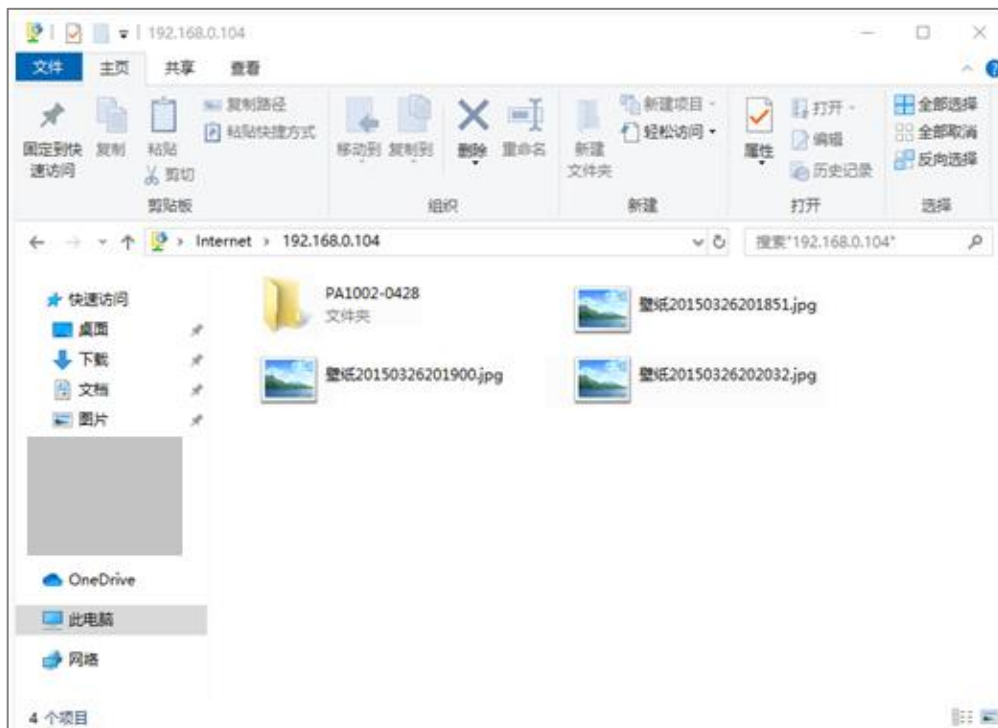 192.168.0.104
文件 主页 共享 查看
固定到快速访问
复制
粘贴
复制路径
粘贴快捷方式
剪切
剪贴板
移动到
复制到
删除
重命名
组织
新建文件夹
新建项目
轻松访问
新建
属性
打开
编辑
历史记录
打开
全部选择
全部取消
反向选择
选择
Internet > 192.168.0.104
搜索"192.168.0.104"
快速访问
桌面
下载
文档
图片
OneDrive
此电脑
网络
PA1002-0428
文件夹
壁纸20150326201851.jpg
壁纸20150326201900.jpg
壁纸20150326202032.jpg
4 个项目